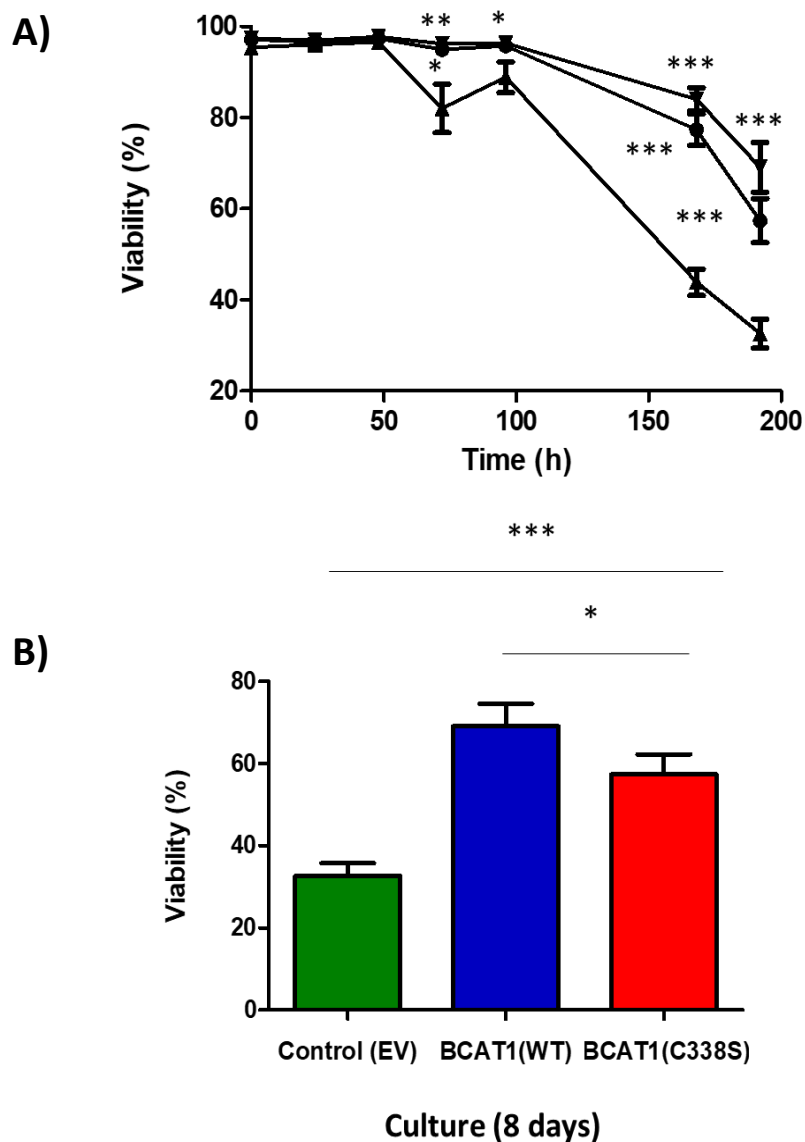 A)
** *
100
*
***
80
***
***
60
***
40
20
0 50 100 150 200
Viability (%)
Time (h)
***
*
B)
80
60
40
20
0
Viability (%)
Control (EV) BCAT1(WT) BCAT1(C338S)
Culture (8 days)